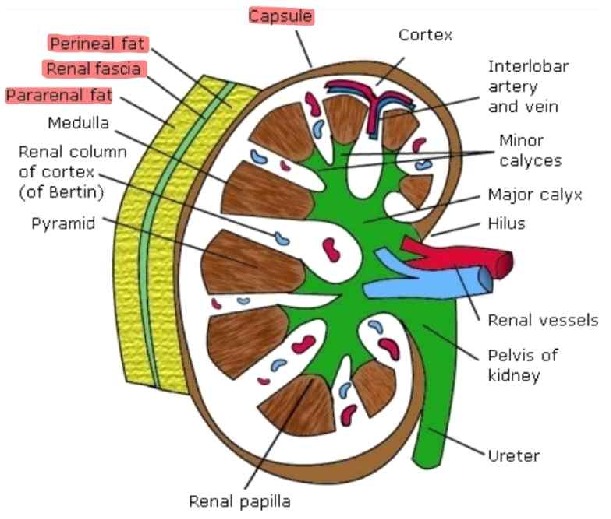 Capsule
Perineal fat
Renal fascia
Pararenal fat
Medulla
Renal column
of cortex
(of Bertin)
Pyramid
Cortex
Interlobar
artery
and vein
Minor
calyces
Major calyx
Hilus
Renal vessels
Pelvis of
kidney
Ureter
Renal papilla